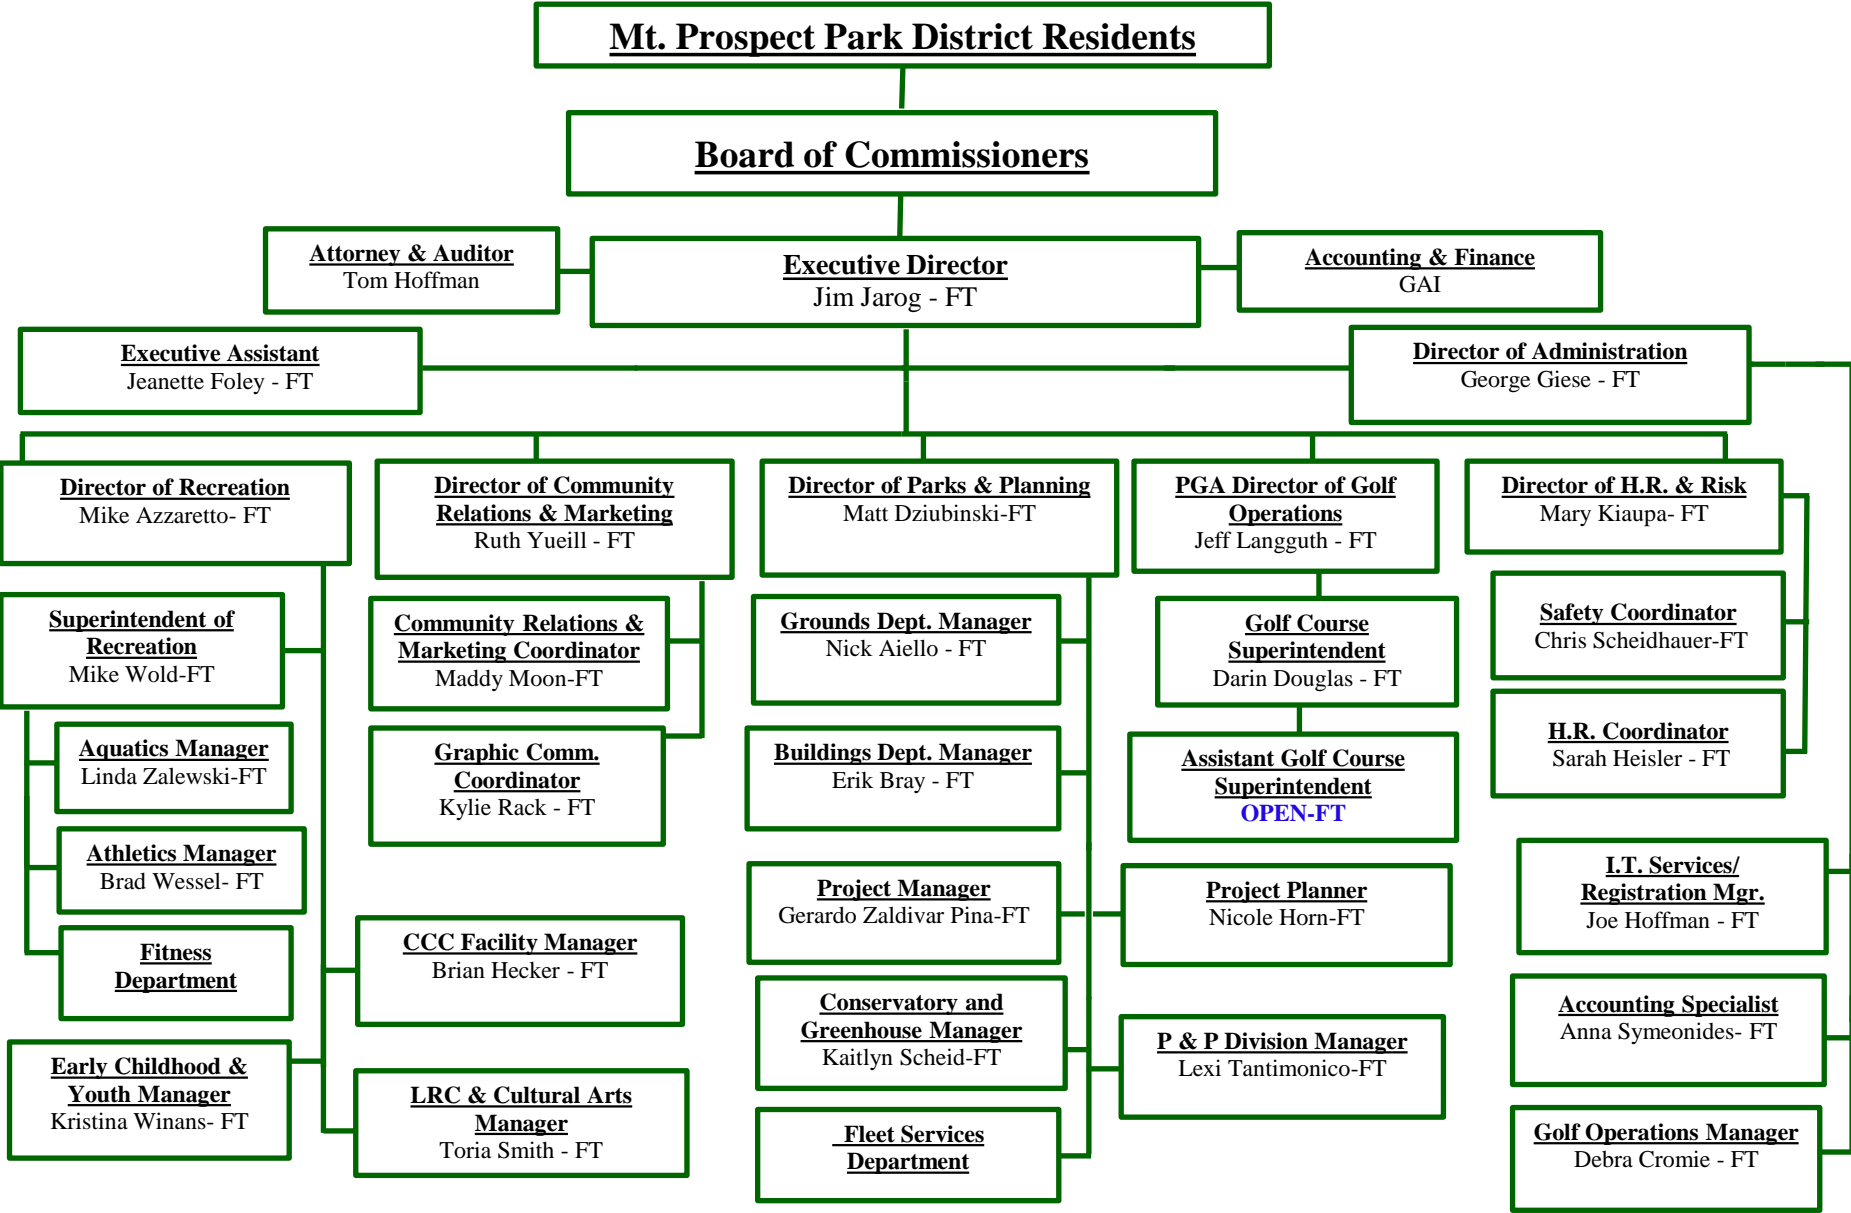 Mt. Prospect Park District Residents
Board of Commissioners
Attorney & Auditor
Tom Hoffman
Executive Director
Jim Jarog - FT
Accounting & Finance
GAI
Executive Assistant
Jeanette Foley - FT
Director of Administration
George Giese - FT
Director of Recreation
Mike Azzaretto- FT
Director of Community
Relations & Marketing
Ruth Yueill - FT
Director of Parks & Planning
Matt Dziubinski-FT
PGA Director of Golf
Operations
Jeff Langguth - FT
Director of H.R. & Risk
Mary Kiaupa- FT
Superintendent of
Recreation
Mike Wold-FT
Community Relations &
Marketing Coordinator
Maddy Moon-FT
Grounds Dept. Manager
Nick Aiello - FT
Golf Course
Superintendent
Darin Douglas - FT
Safety Coordinator
Chris Scheidhauer-FT
Aquatics Manager
Linda Zalewski-FT
Graphic Comm.
Coordinator
Kylie Rack - FT
Buildings Dept. Manager
Erik Bray - FT
Assistant Golf Course
Superintendent
OPEN-FT
H.R. Coordinator
Sarah Heisler - FT
Athletics Manager
Brad Wessel- FT
Project Manager
Gerardo Zaldivar Pina-FT
Project Planner
Nicole Horn-FT
I.T. Services/
Registration Mgr.
Joe Hoffman - FT
Fitness
Department
CCC Facility Manager
Brian Hecker - FT
Conservatory and
Greenhouse Manager
Kaitlyn Scheid-FT
P & P Division Manager
Lexi Tantimonico-FT
Accounting Specialist
Anna Symeonides- FT
Early Childhood &
Youth Manager
Kristina Winans- FT
LRC & Cultural Arts
Manager
Toria Smith - FT
Fleet Services
Department
Golf Operations Manager
Debra Cromie - FT